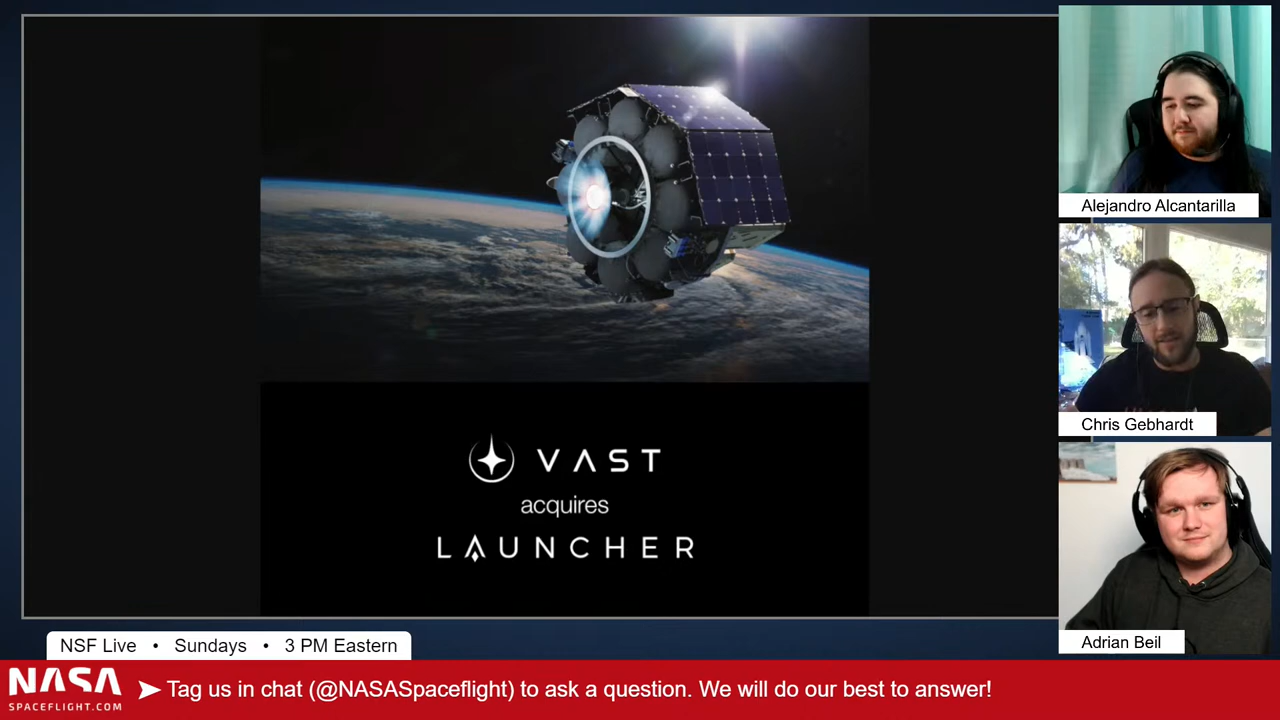 VAST
acquires
LAUNCHER
Alejandro Alcantarilla
Chris Gebhardt
Adrian Beil
NSF Live • Sundays • 3 PM Eastern
NASA
SPACEFLIGHT.COM
Tag us in chat (@NASASpaceflight) to ask a question. We will do our best to answer!